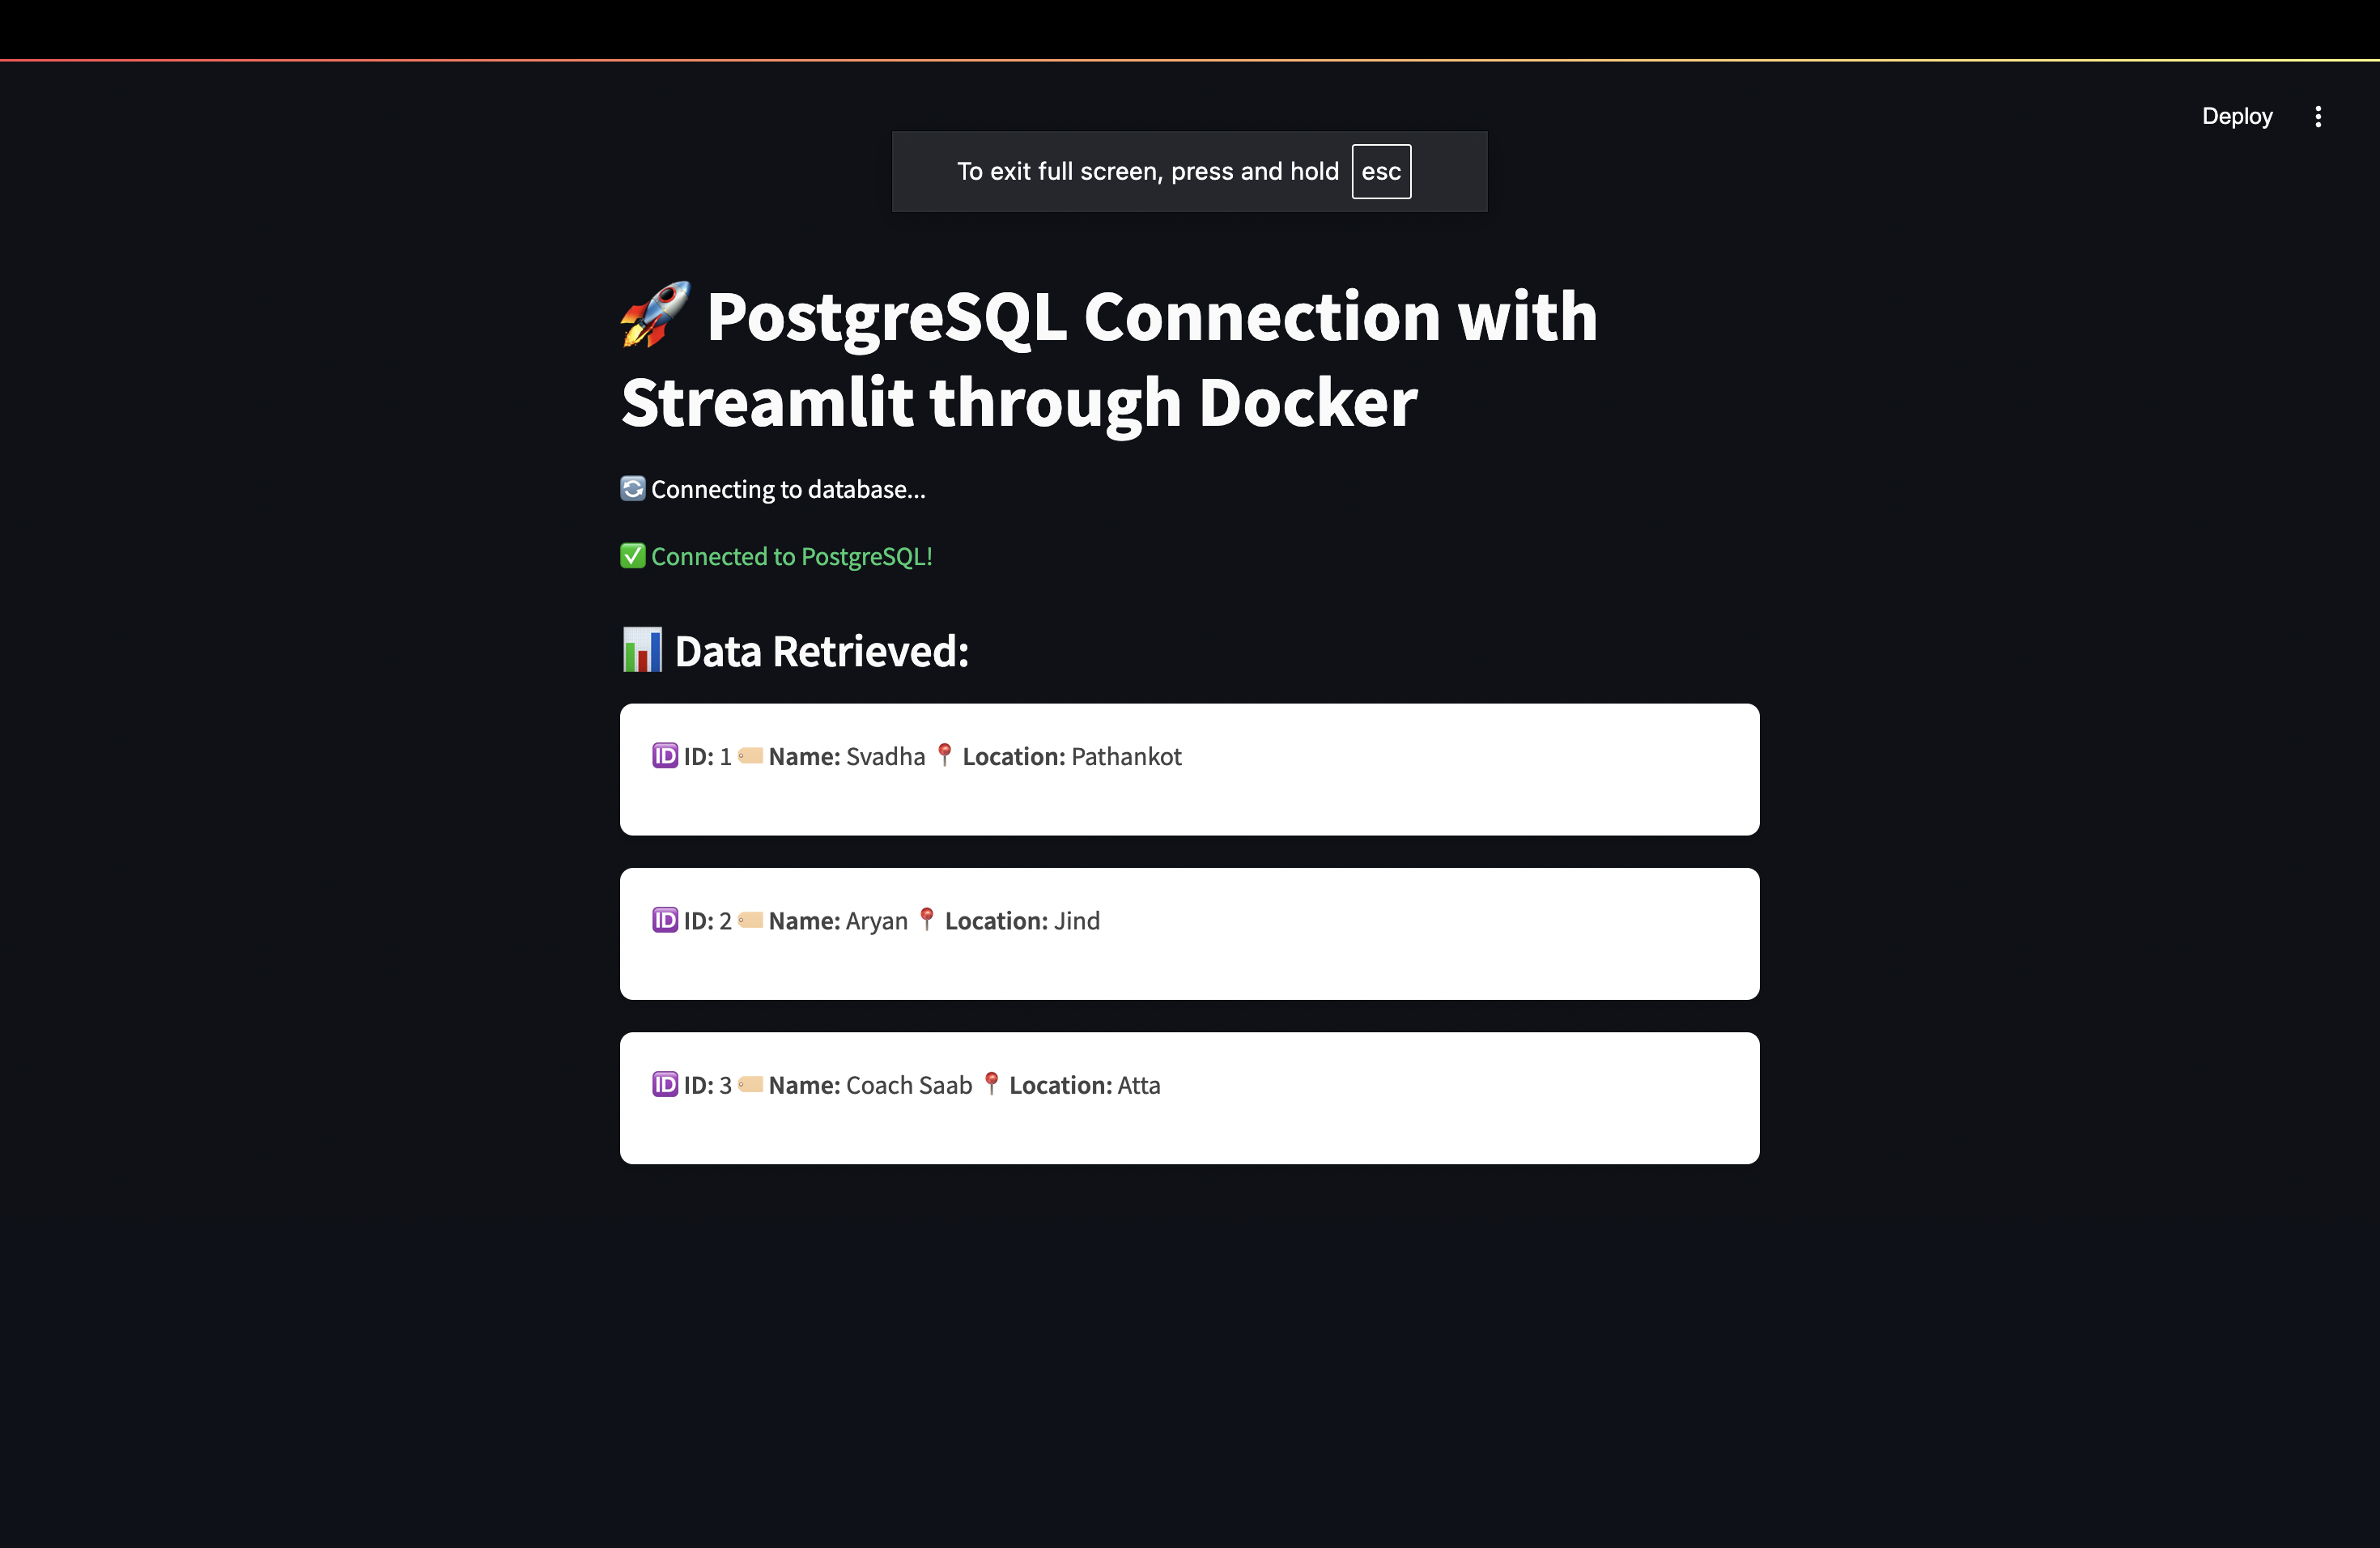 Deploy
To exit full screen, press and hold esc
🚀 PostgreSQL Connection with
Streamlit through Docker
🔄 Connecting to database...
✅ Connected to PostgreSQL!
📊 Data Retrieved:
🆔 ID: 1 🏷️ Name: Svadha 📍 Location: Pathankot
🆔 ID: 2 🏷️ Name: Aryan 📍 Location: Jind
🆔 ID: 3 🏷️ Name: Coach Saab 📍 Location: Atta